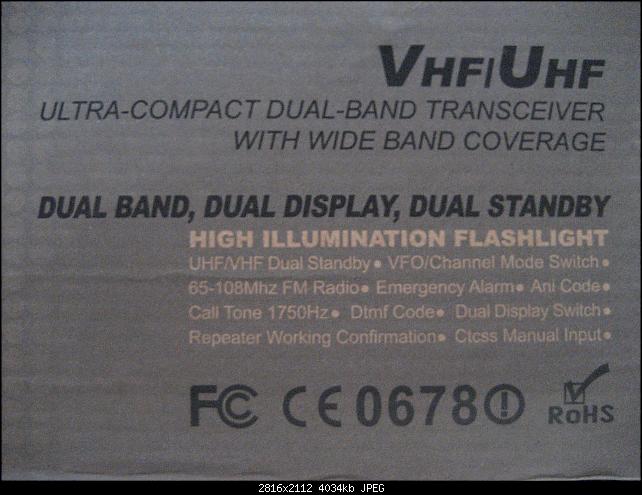 VHF/UHF
ULTRA-COMPACT DUAL-BAND TRANSCEIVER
WITH WIDE BAND COVERAGE
DUAL BAND, DUAL DISPLAY, DUAL STANDBY
HIGH ILLUMINATION FLASHLIGHT
UHF/VHF Dual Standby● VFO/Channel Mode Switch●
65-108Mhz FM Radio● Emergency Alarm● Ani Code●
Call Tone 1750Hz● Dtmf Code● Dual Display Switch●
Repeater Working Confirmation● Ctcss Manual Input●
FC CE0678! RoHS
2816x2112 4034kb JPEG